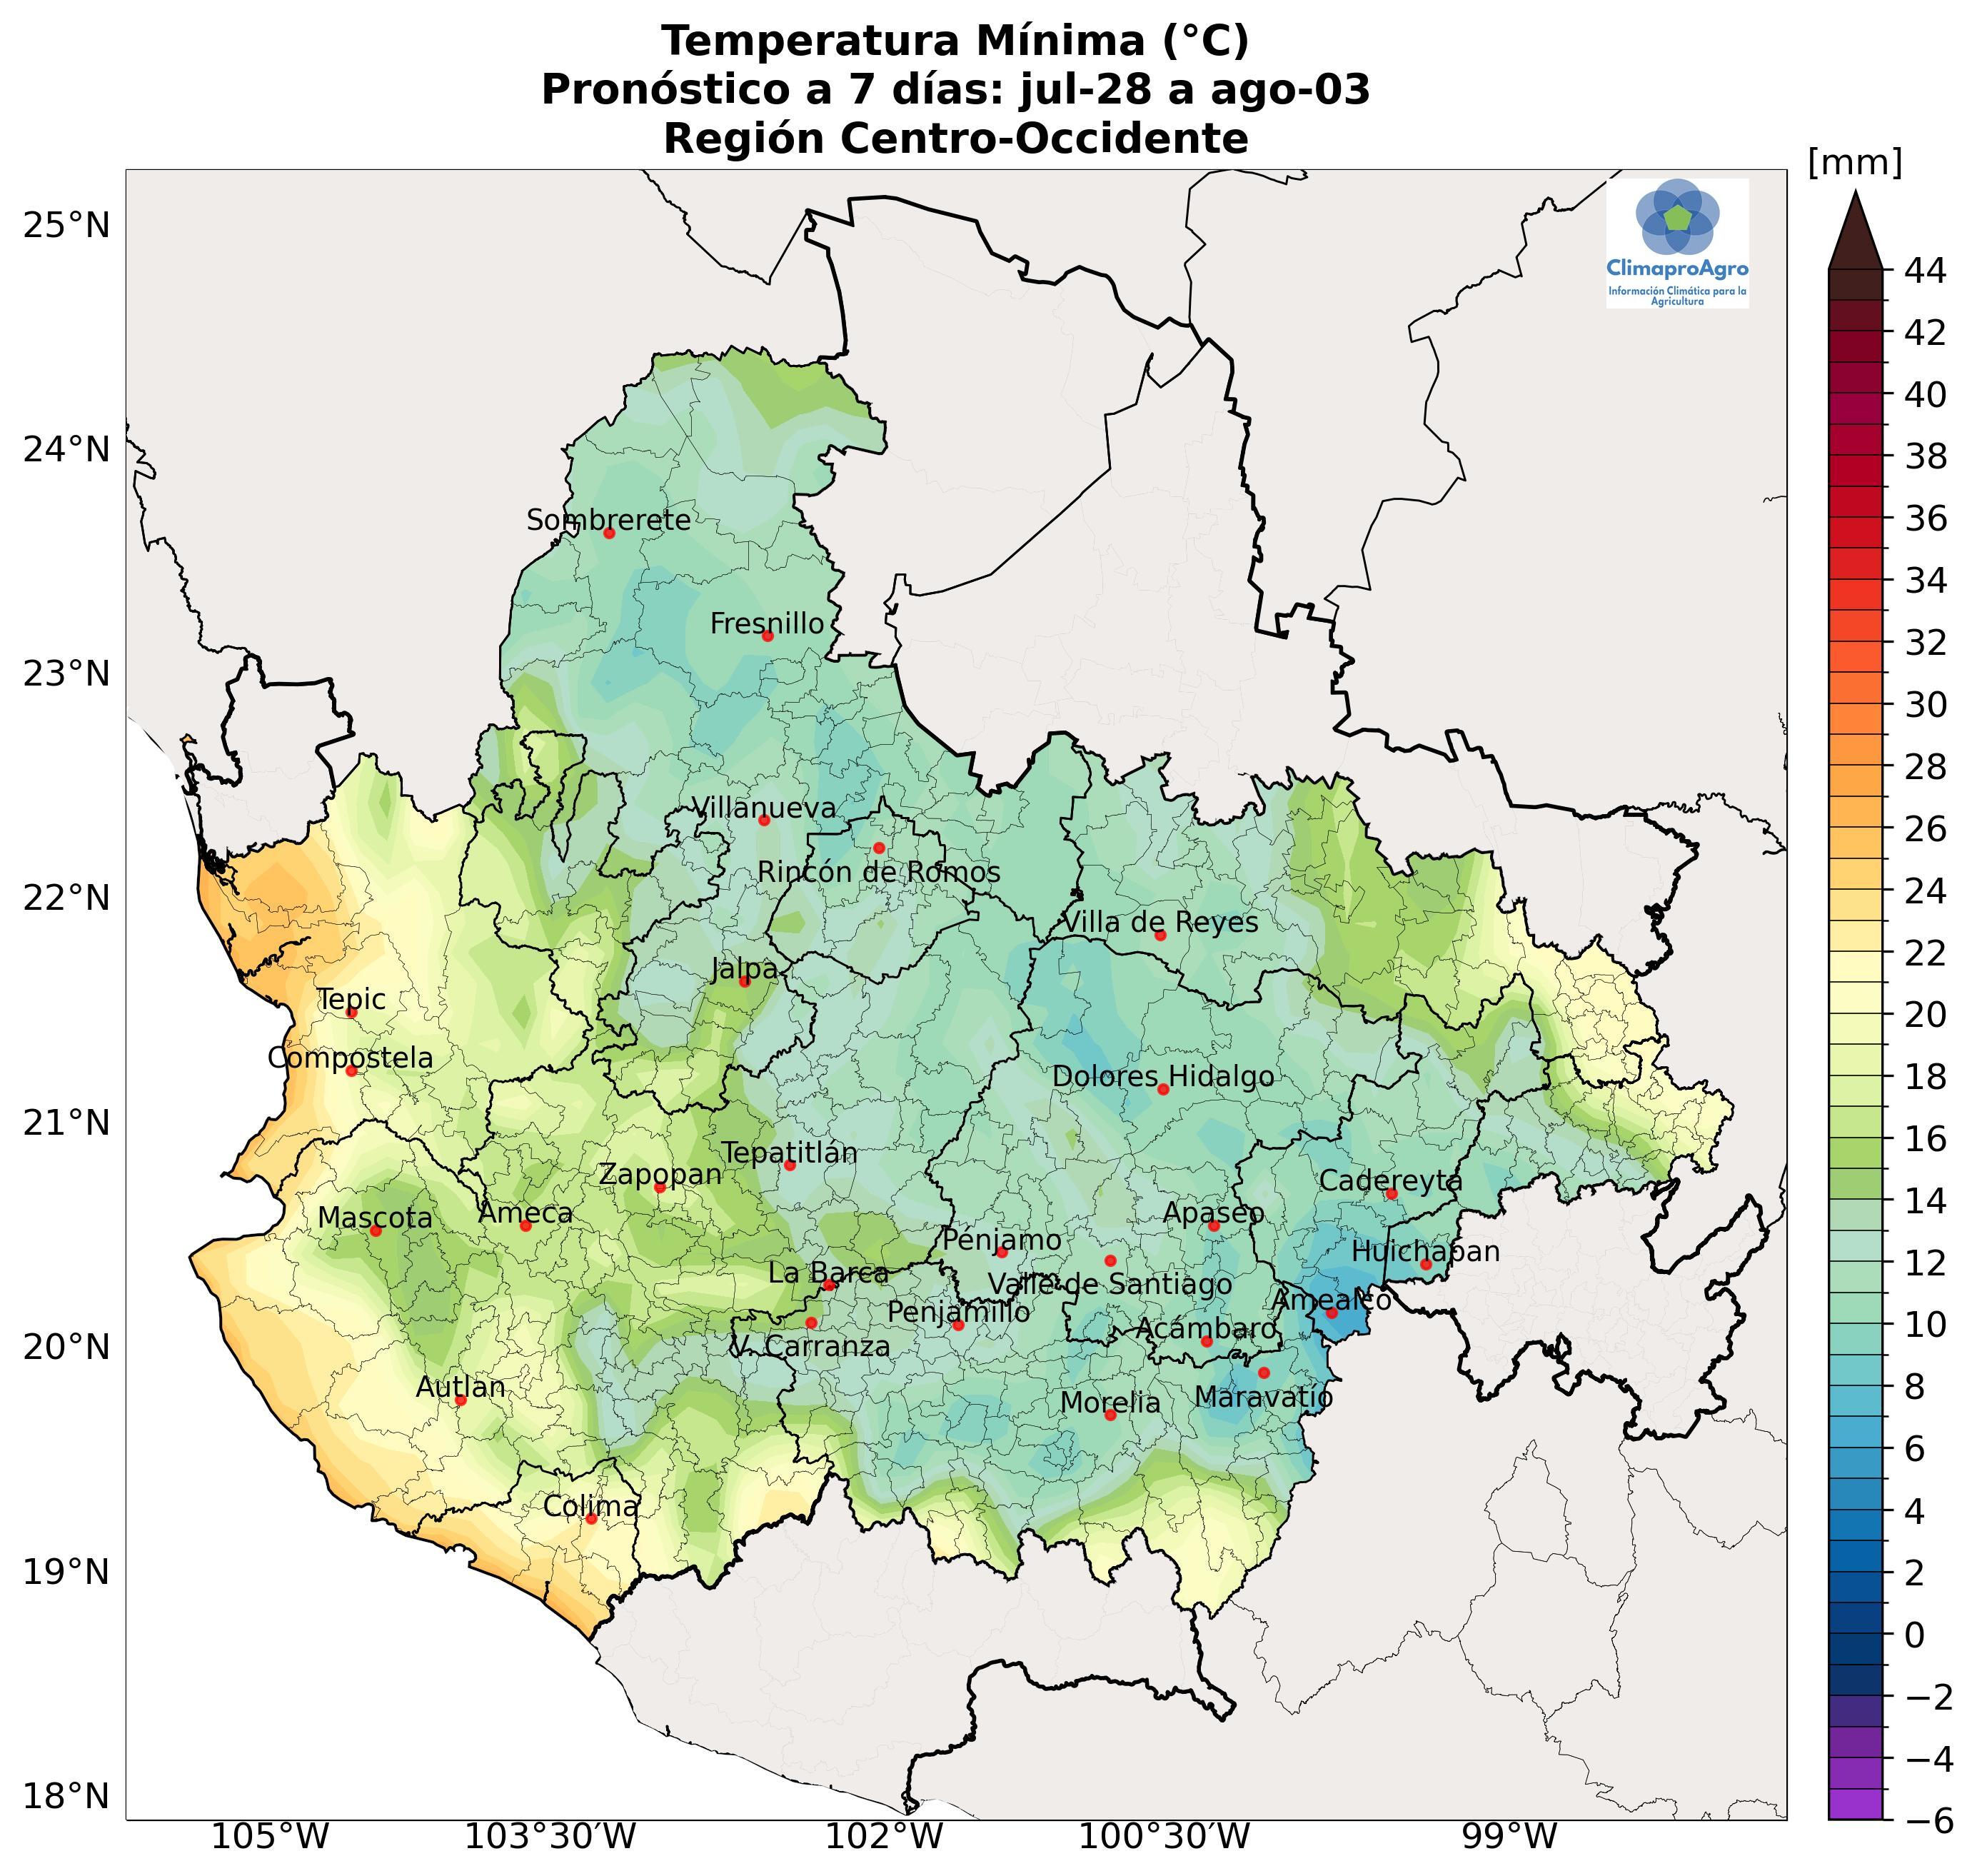 Temperatura Mínima (°C)
Pronóstico a 7 días: jul-28 a ago-03
Región Centro-Occidente
[mm]
ClimaproAgro
Información Climática para la
Agricultura
25°N
24°N
23°N
22°N
21°N
20°N
19°N
18°N
Sombrerete
Fresnillo
Villanueva
Rincón de Romos
Villa de Reyes
Jalpa
Tepic
Compostela
Dolores Hidalgo
Tepatitlán
Zapopan
Cadereyta
Mascota
Ameca
Apaseo
Pénjamo
Huichapan
La Barca
Valle de Santiago
Amealco
Penjamillo
Acámbaro
V. Carranza
Autlan
Maravatío
Morelia
Colima
105°W
103°30′W
102°W
100°30′W
99°W
44
42
40
38
36
34
32
30
28
26
24
22
20
18
16
14
12
10
8
6
4
2
0
−2
−4
−6